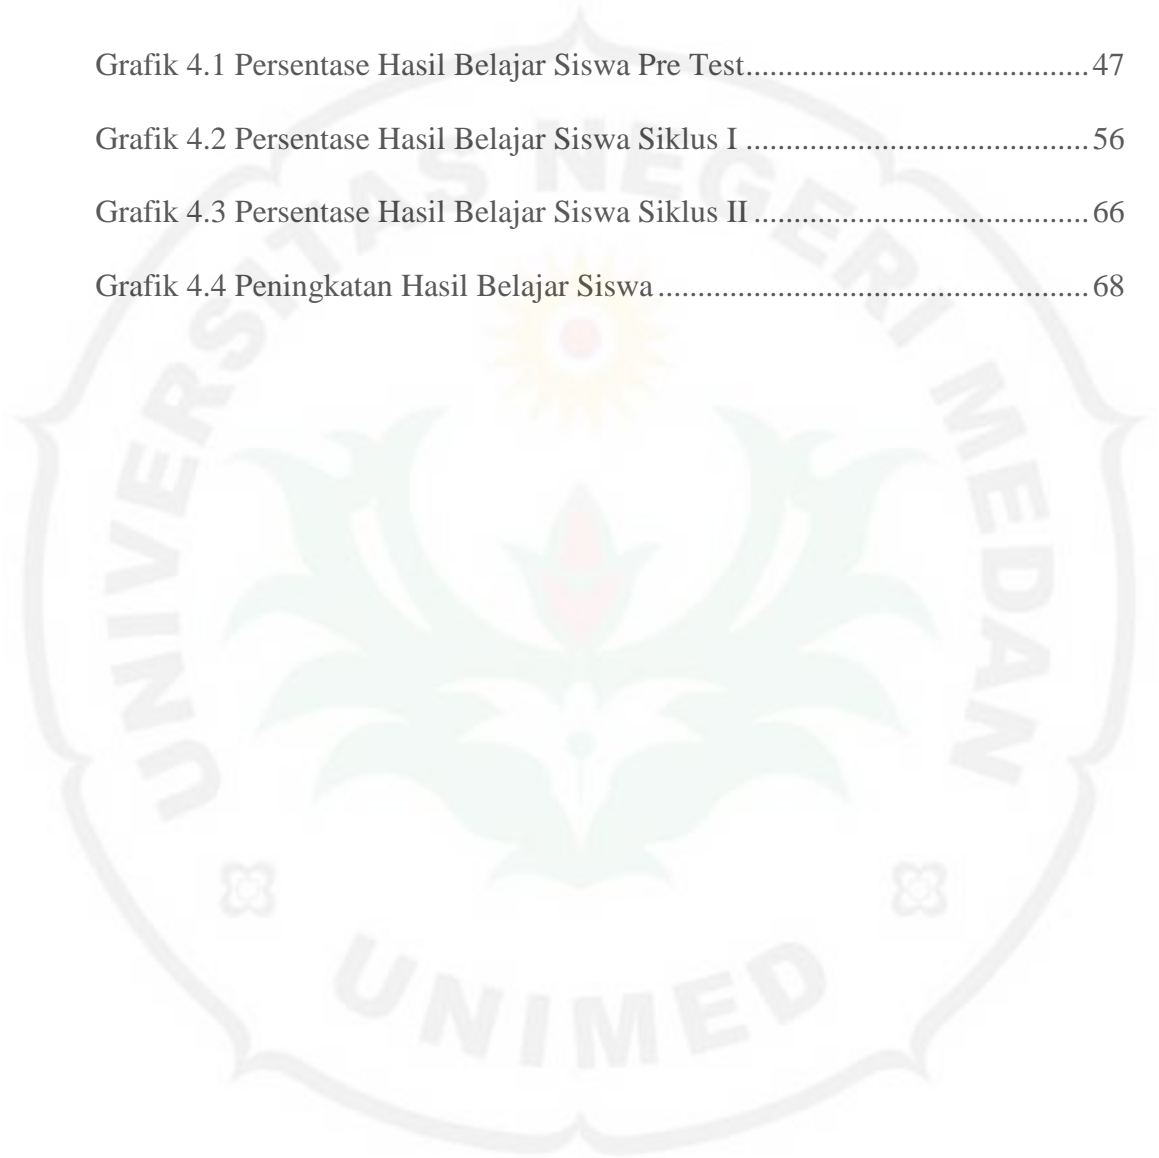 Grafik 4.1 Persentase Hasil Belajar Siswa Pre Test.......................................... 47
Grafik 4.2 Persentase Hasil Belajar Siswa Siklus I .......................................... 56
Grafik 4.3 Persentase Hasil Belajar Siswa Siklus II ......................................... 66
Grafik 4.4 Peningkatan Hasil Belajar Siswa ..................................................... 68
UNIVERSITAS NEGERI MEDAN
UNIMED